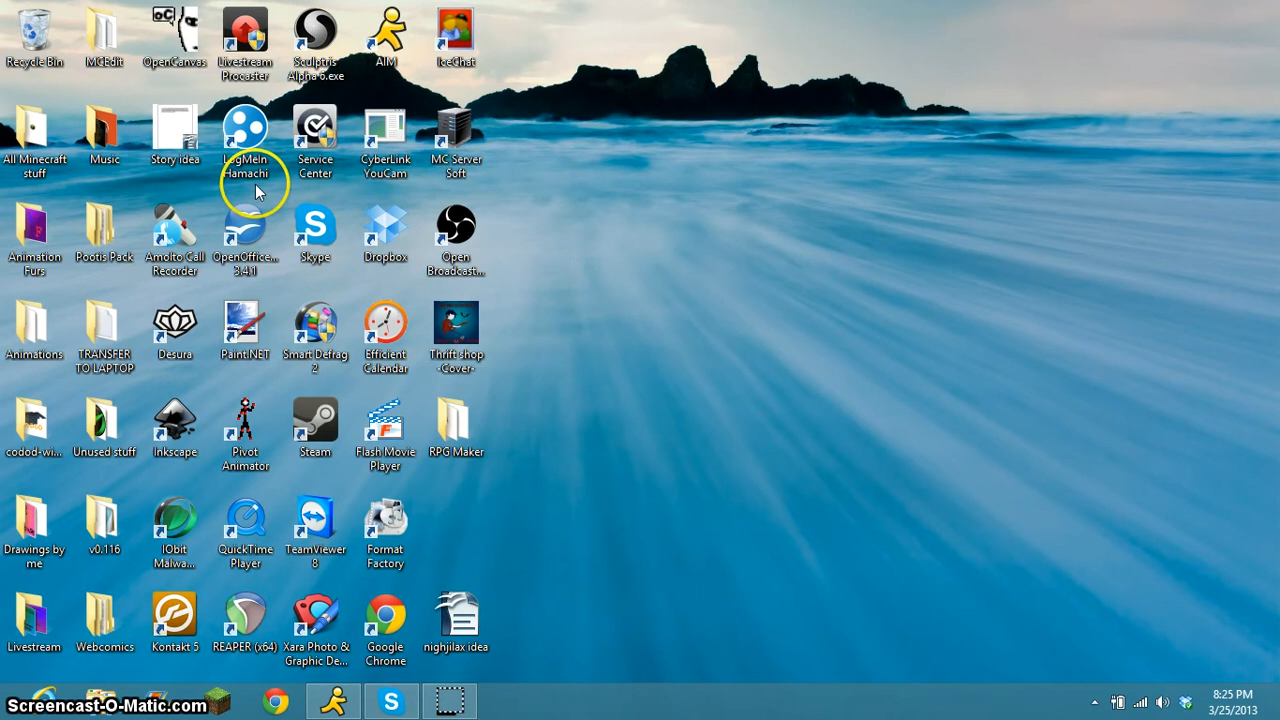 Recycle Bin
MCEdit
OpenCanvas
Livestream
Procaster
Sculptris
Alpha 6.exe
AIM
IceChat
All Minecraft
stuff
Music
Story idea
LogMeIn
Hamachi
Service
Center
CyberLink
YouCam
MC Server
Soft
Animation
Furs
Pootis Pack
Amolto Call
Recorder
OpenOffice...
3.4.1
Skype
Dropbox
Open
Broadcast...
Animations
TRANSFER
TO LAPTOP
Desura
Paint.NET
Smart Defrag
2
Efficient
Calendar
Thrift shop
-Cover-
codod-wi...
Unused stuff
Inkscape
Pivot
Animator
Steam
Flash Movie
Player
RPG Maker
Drawings by
me
v0.116
IObit
Malwa...
QuickTime
Player
TeamViewer
8
Format
Factory
Livestream
Webcomics
Kontakt 5
REAPER (x64)
Xara Photo &
Graphic De...
Google
Chrome
nighjilax idea
Screencast-O-Matic.com
8:25 PM
3/25/2013